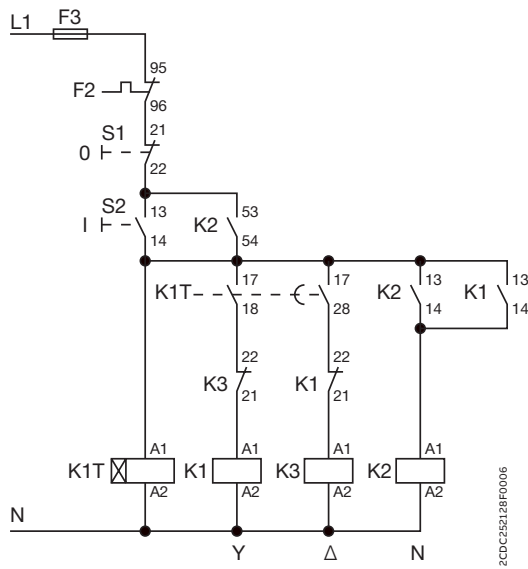 L1 F3
95
F2
96
S1 21
0
22
S2 13 53
I K2
14 54
17 17 13 13
K1T K2 K1
18 28 14 14
22 22
K3 K1
21 21
A1 A1 A1 A1
K1T K1 K3 K2
A2 A2 A2 A2
N
Y Δ N
2CDC252128F0006